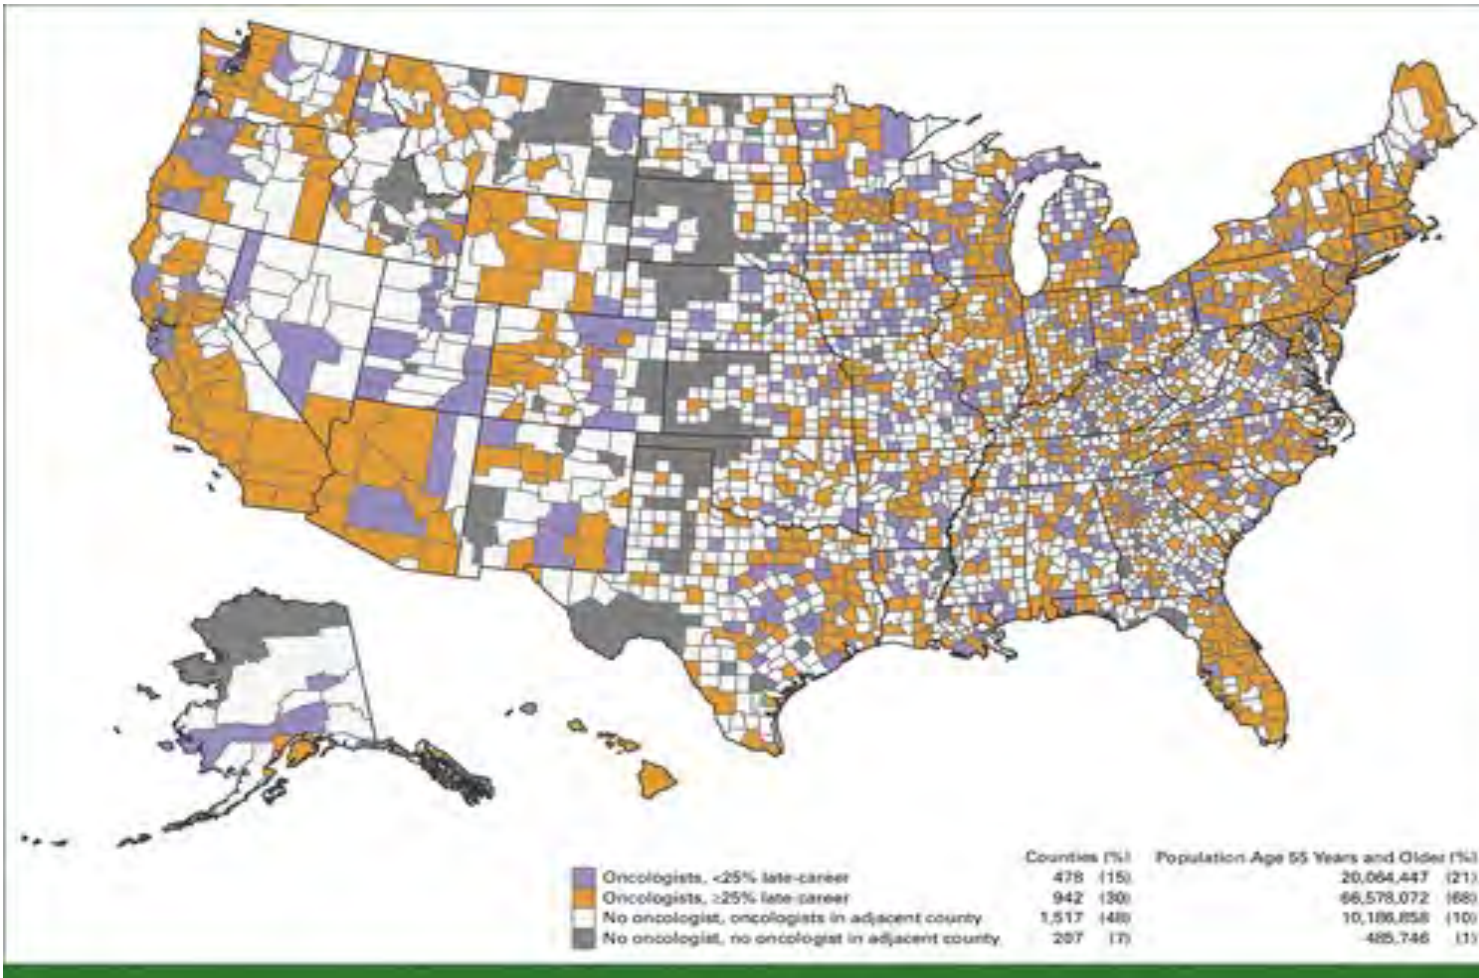 Counties (%) Population Age 55 Years and Older (%)
Oncologists, <25% late-career 478 (15) 20,064,447 (21)
Oncologists, ≥25% late-career 942 (30) 66,578,072 (68)
No oncologist, oncologists in adjacent county 1,517 (48) 10,186,858 (10)
No oncologist, no oncologist in adjacent county 207 (7) 485,746 (1)